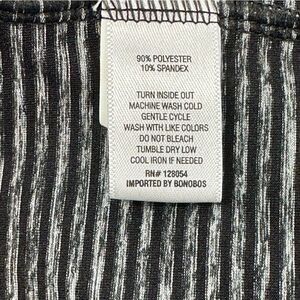 90% POLYESTER
10% SPANDEX
TURN INSIDE OUT
MACHINE WASH COLD
GENTLE CYCLE
WASH WITH LIKE COLORS
DO NOT BLEACH
TUMBLE DRY LOW
COOL IRON IF NEEDED
RN# 128054
IMPORTED BY BONOBOS